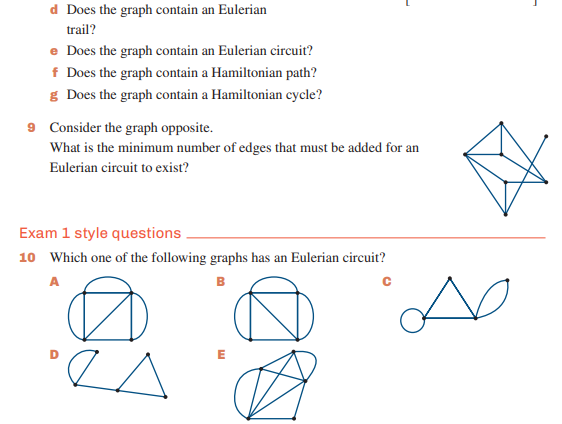 d Does the graph contain an Eulerian
trail?
e Does the graph contain an Eulerian circuit?
f Does the graph contain a Hamiltonian path?
g Does the graph contain a Hamiltonian cycle?
9 Consider the graph opposite.
What is the minimum number of edges that must be added for an
Eulerian circuit to exist?
Exam 1 style questions
10 Which one of the following graphs has an Eulerian circuit?
A B C
D E